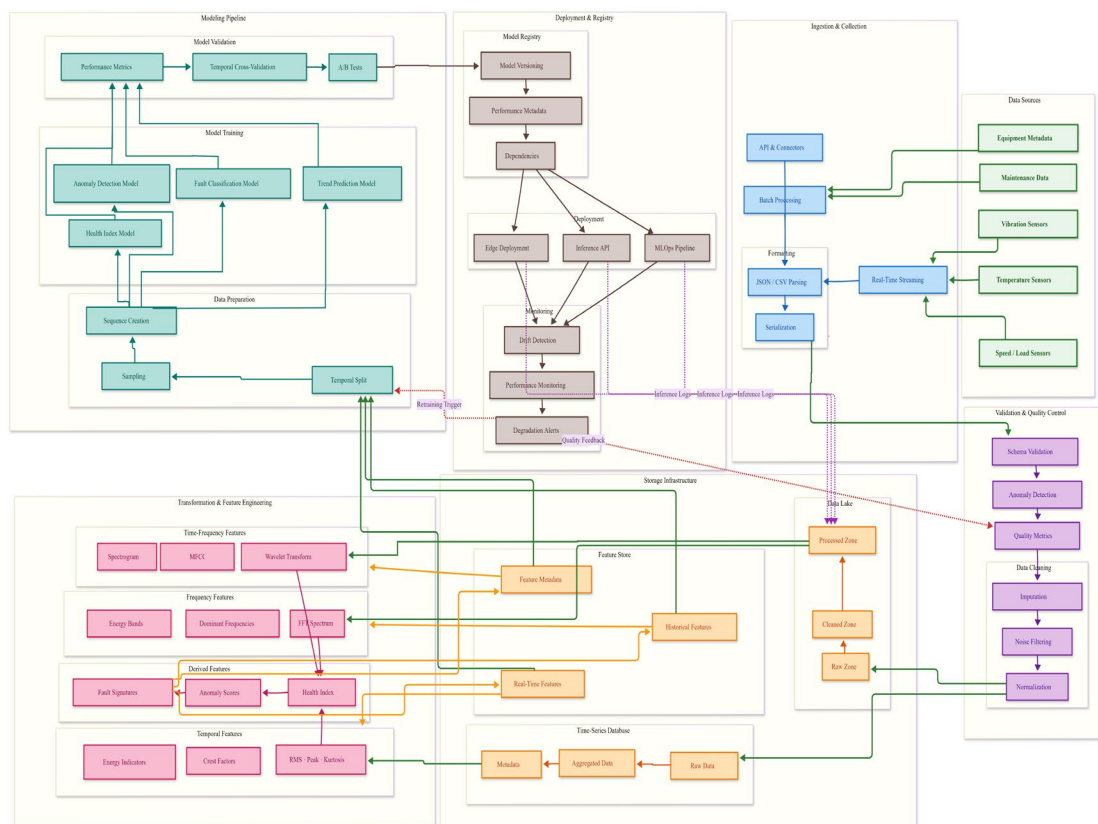 Modeling Pipeline
Model Validation
Performance Metrics
Temporal Cross-Validation
A/B Tests
Model Training
Anomaly Detection Model
Fault Classification Model
Trend Prediction Model
Health Index Model
Data Preparation
Sequence Creation
Sampling
Temporal Split
Retraining Trigger
Deployment & Registry
Model Registry
Model Versioning
Performance Metadata
Dependencies
Deployment
Edge Deployment
Inference API
MLOps Pipeline
Monitoring
Drift Detection
Performance Monitoring
Degradation Alerts
Quality Feedback
Inference Logs
Inference Logs
Inference Logs
Ingestion & Collection
API & Connectors
Batch Processing
Formatting
JSON / CSV Parsing
Real-Time Streaming
Serialization
Data Sources
Equipment Metadata
Maintenance Data
Vibration Sensors
Temperature Sensors
Speed / Load Sensors
Validation & Quality Control
Schema Validation
Anomaly Detection
Quality Metrics
Data Cleaning
Imputation
Noise Filtering
Normalization
Transformation & Feature Engineering
Time-Frequency Features
Spectrogram
MFCC
Wavelet Transform
Frequency Features
Energy Bands
Dominant Frequencies
FFT Spectrum
Derived Features
Fault Signatures
Anomaly Scores
Health Index
Temporal Features
Energy Indicators
Crest Factors
RMS · Peak · Kurtosis
Storage Infrastructure
Data Lake
Processed Zone
Cleaned Zone
Raw Zone
Feature Store
Feature Metadata
Historical Features
Real-Time Features
Time-Series Database
Metadata
Aggregated Data
Raw Data